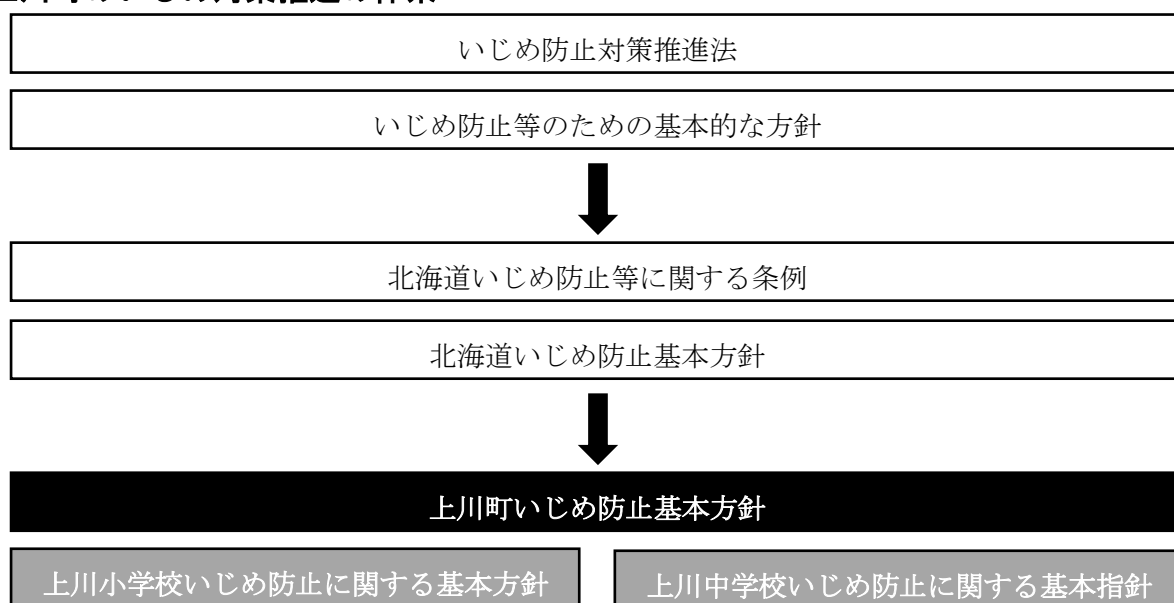 いじめ防止対策推進法
いじめ防止等のための基本的な方針
北海道いじめ防止等に関する条例
北海道いじめ防止基本方針
上川町いじめ防止基本方針
上川小学校いじめ防止に関する基本方針
上川中学校いじめ防止に関する基本指針